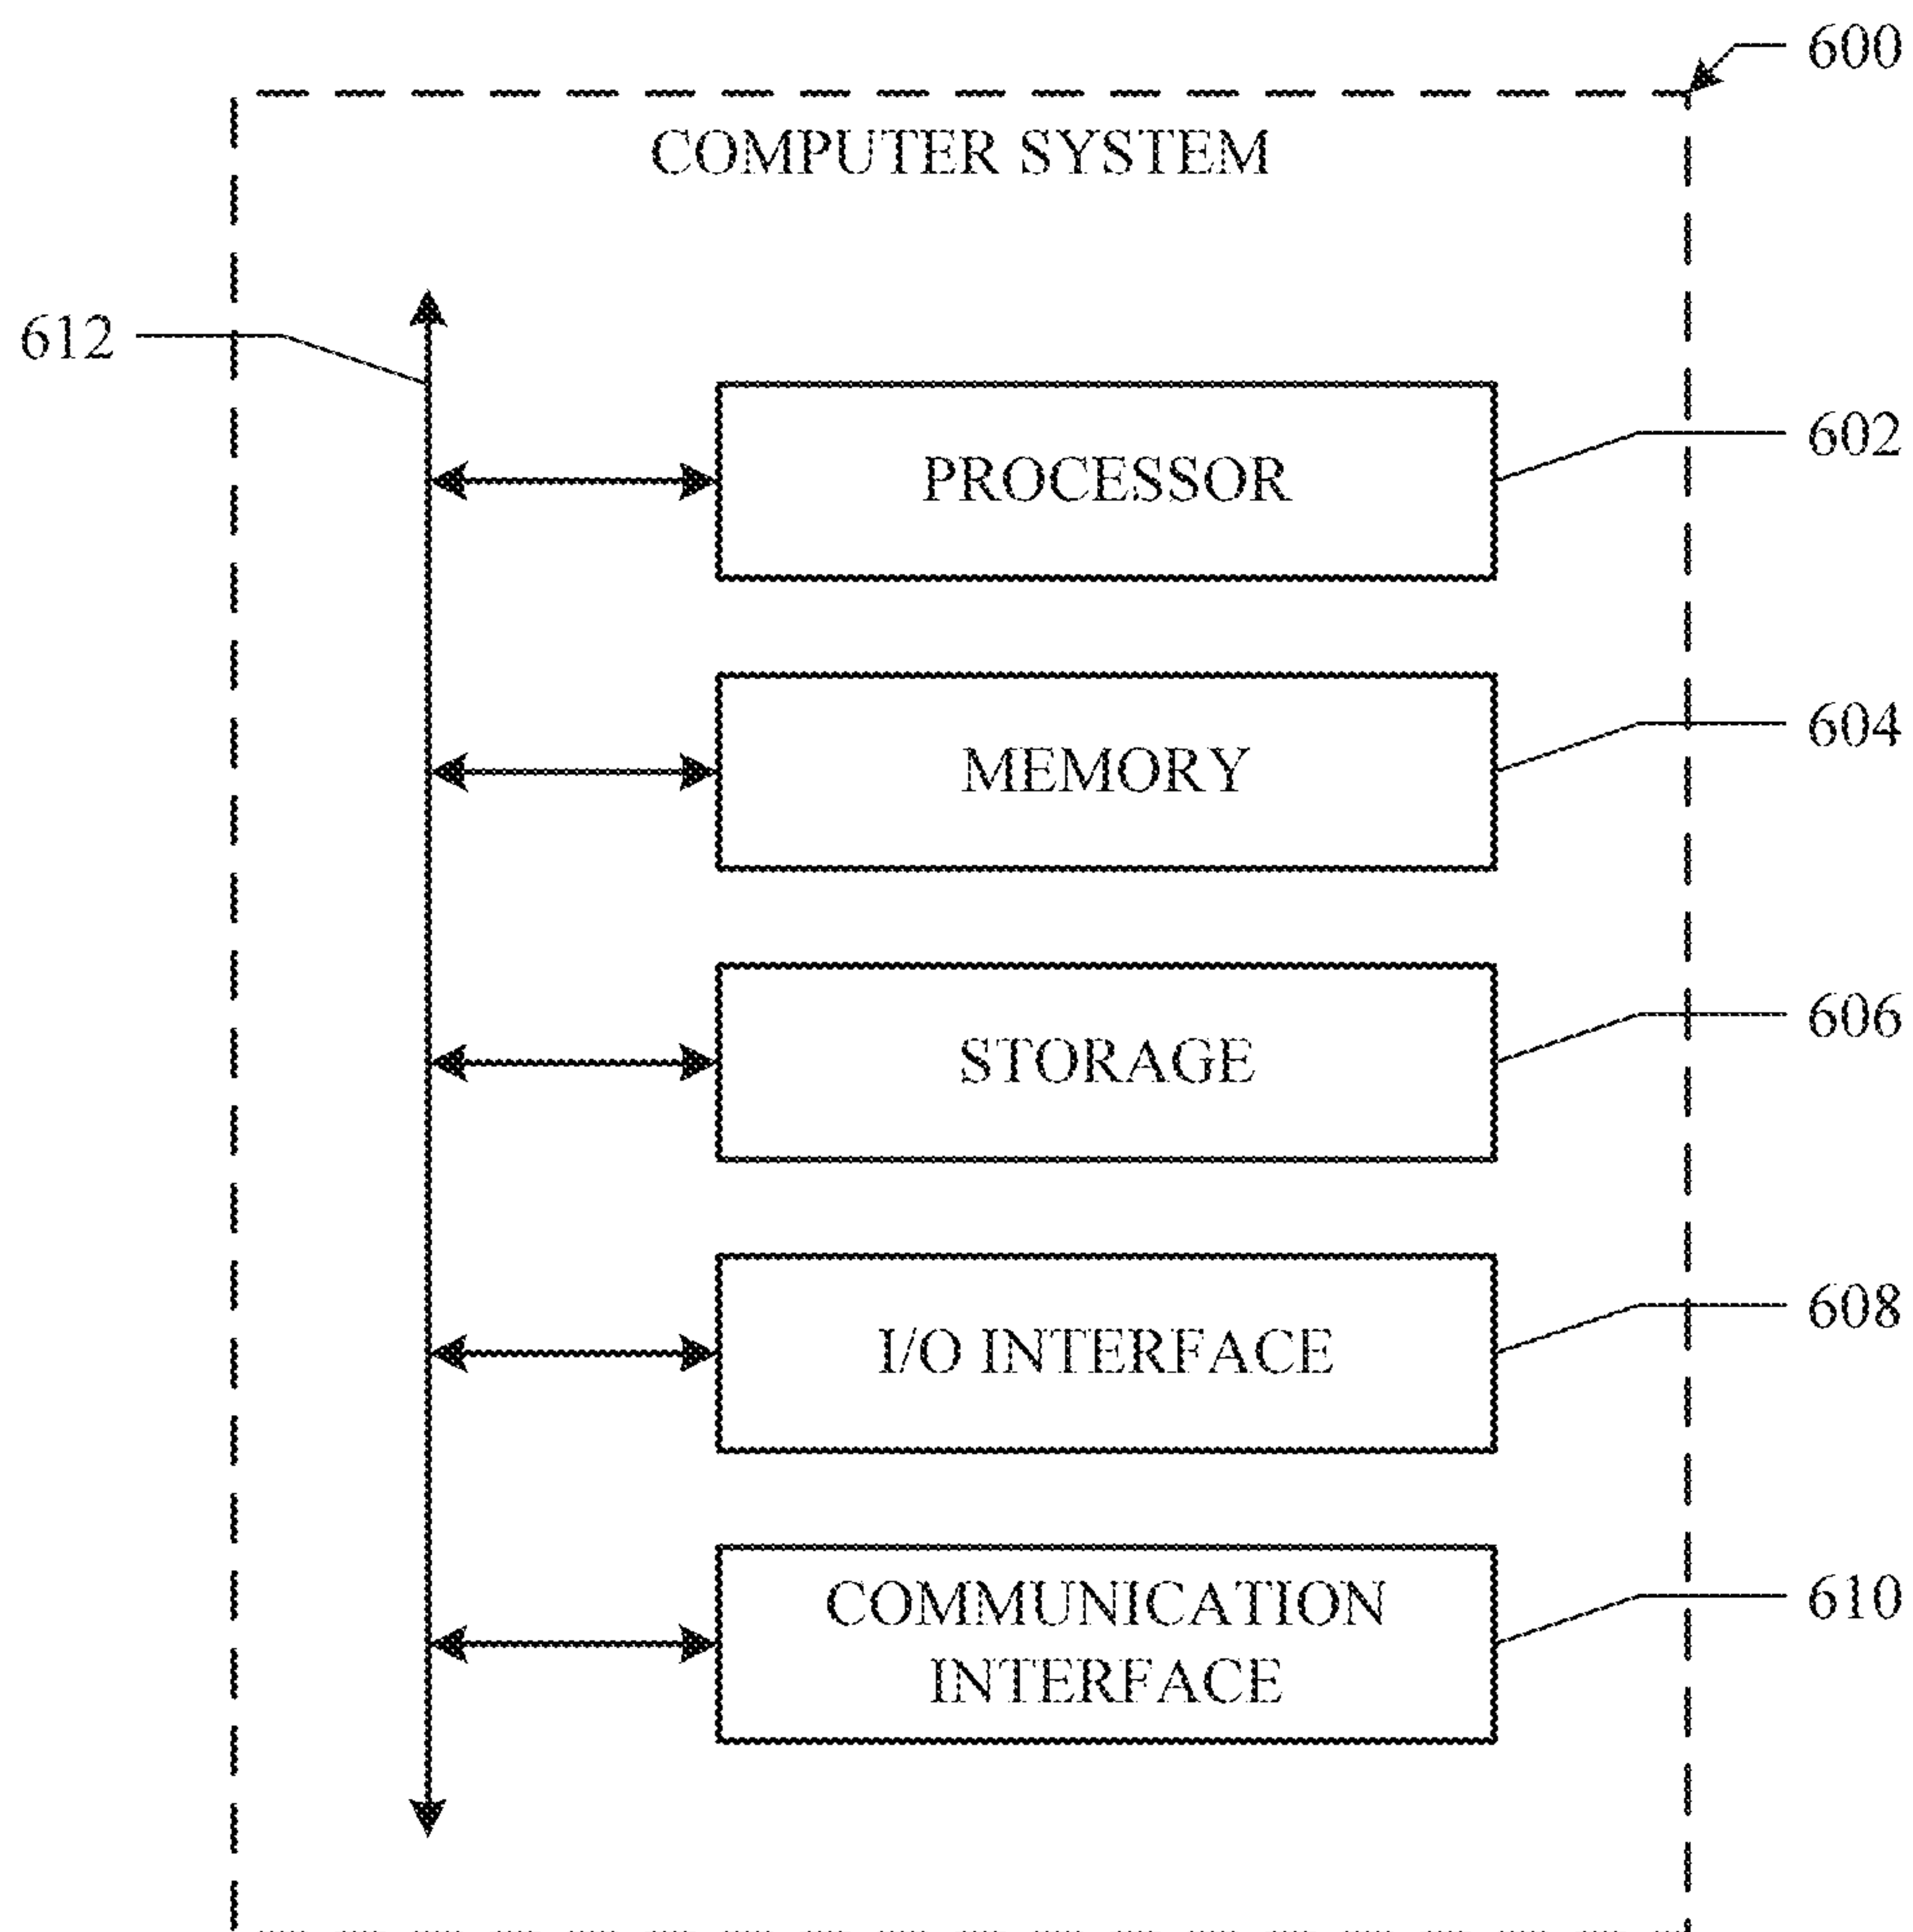 600
COMPUTER SYSTEM
612
602
PROCESSOR
604
MEMORY
606
STORAGE
608
I/O INTERFACE
610
COMMUNICATION
INTERFACE